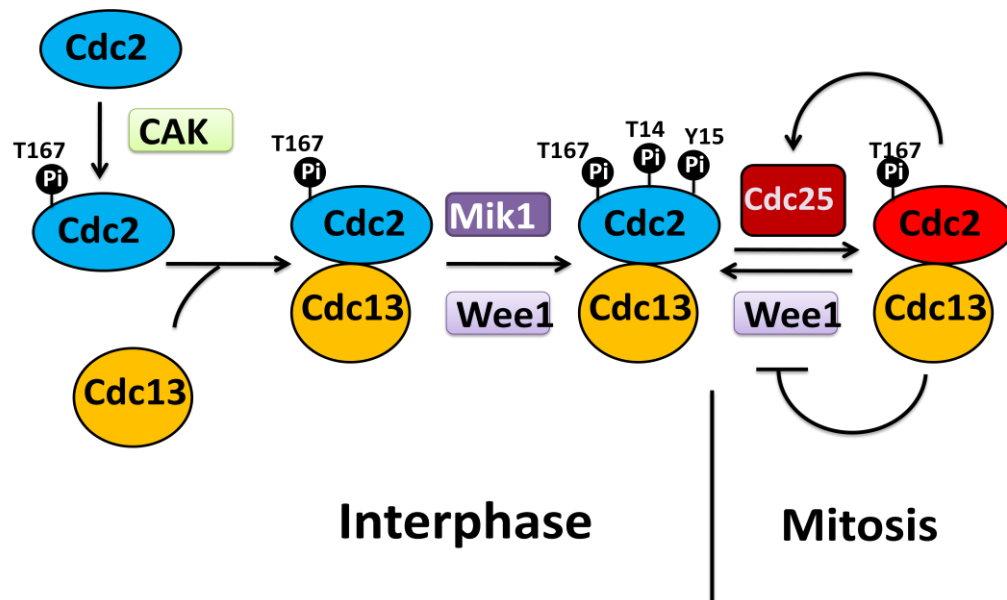 Cdc2
CAK
T167
Pi
Cdc2
Cdc13
T167
Pi
Cdc2
Cdc13
Mik1
Wee1
T167
Pi
T14
Pi
Y15
Pi
Cdc2
Cdc13
Cdc25
Wee1
T167
Pi
Cdc2
Cdc13
Interphase
Mitosis